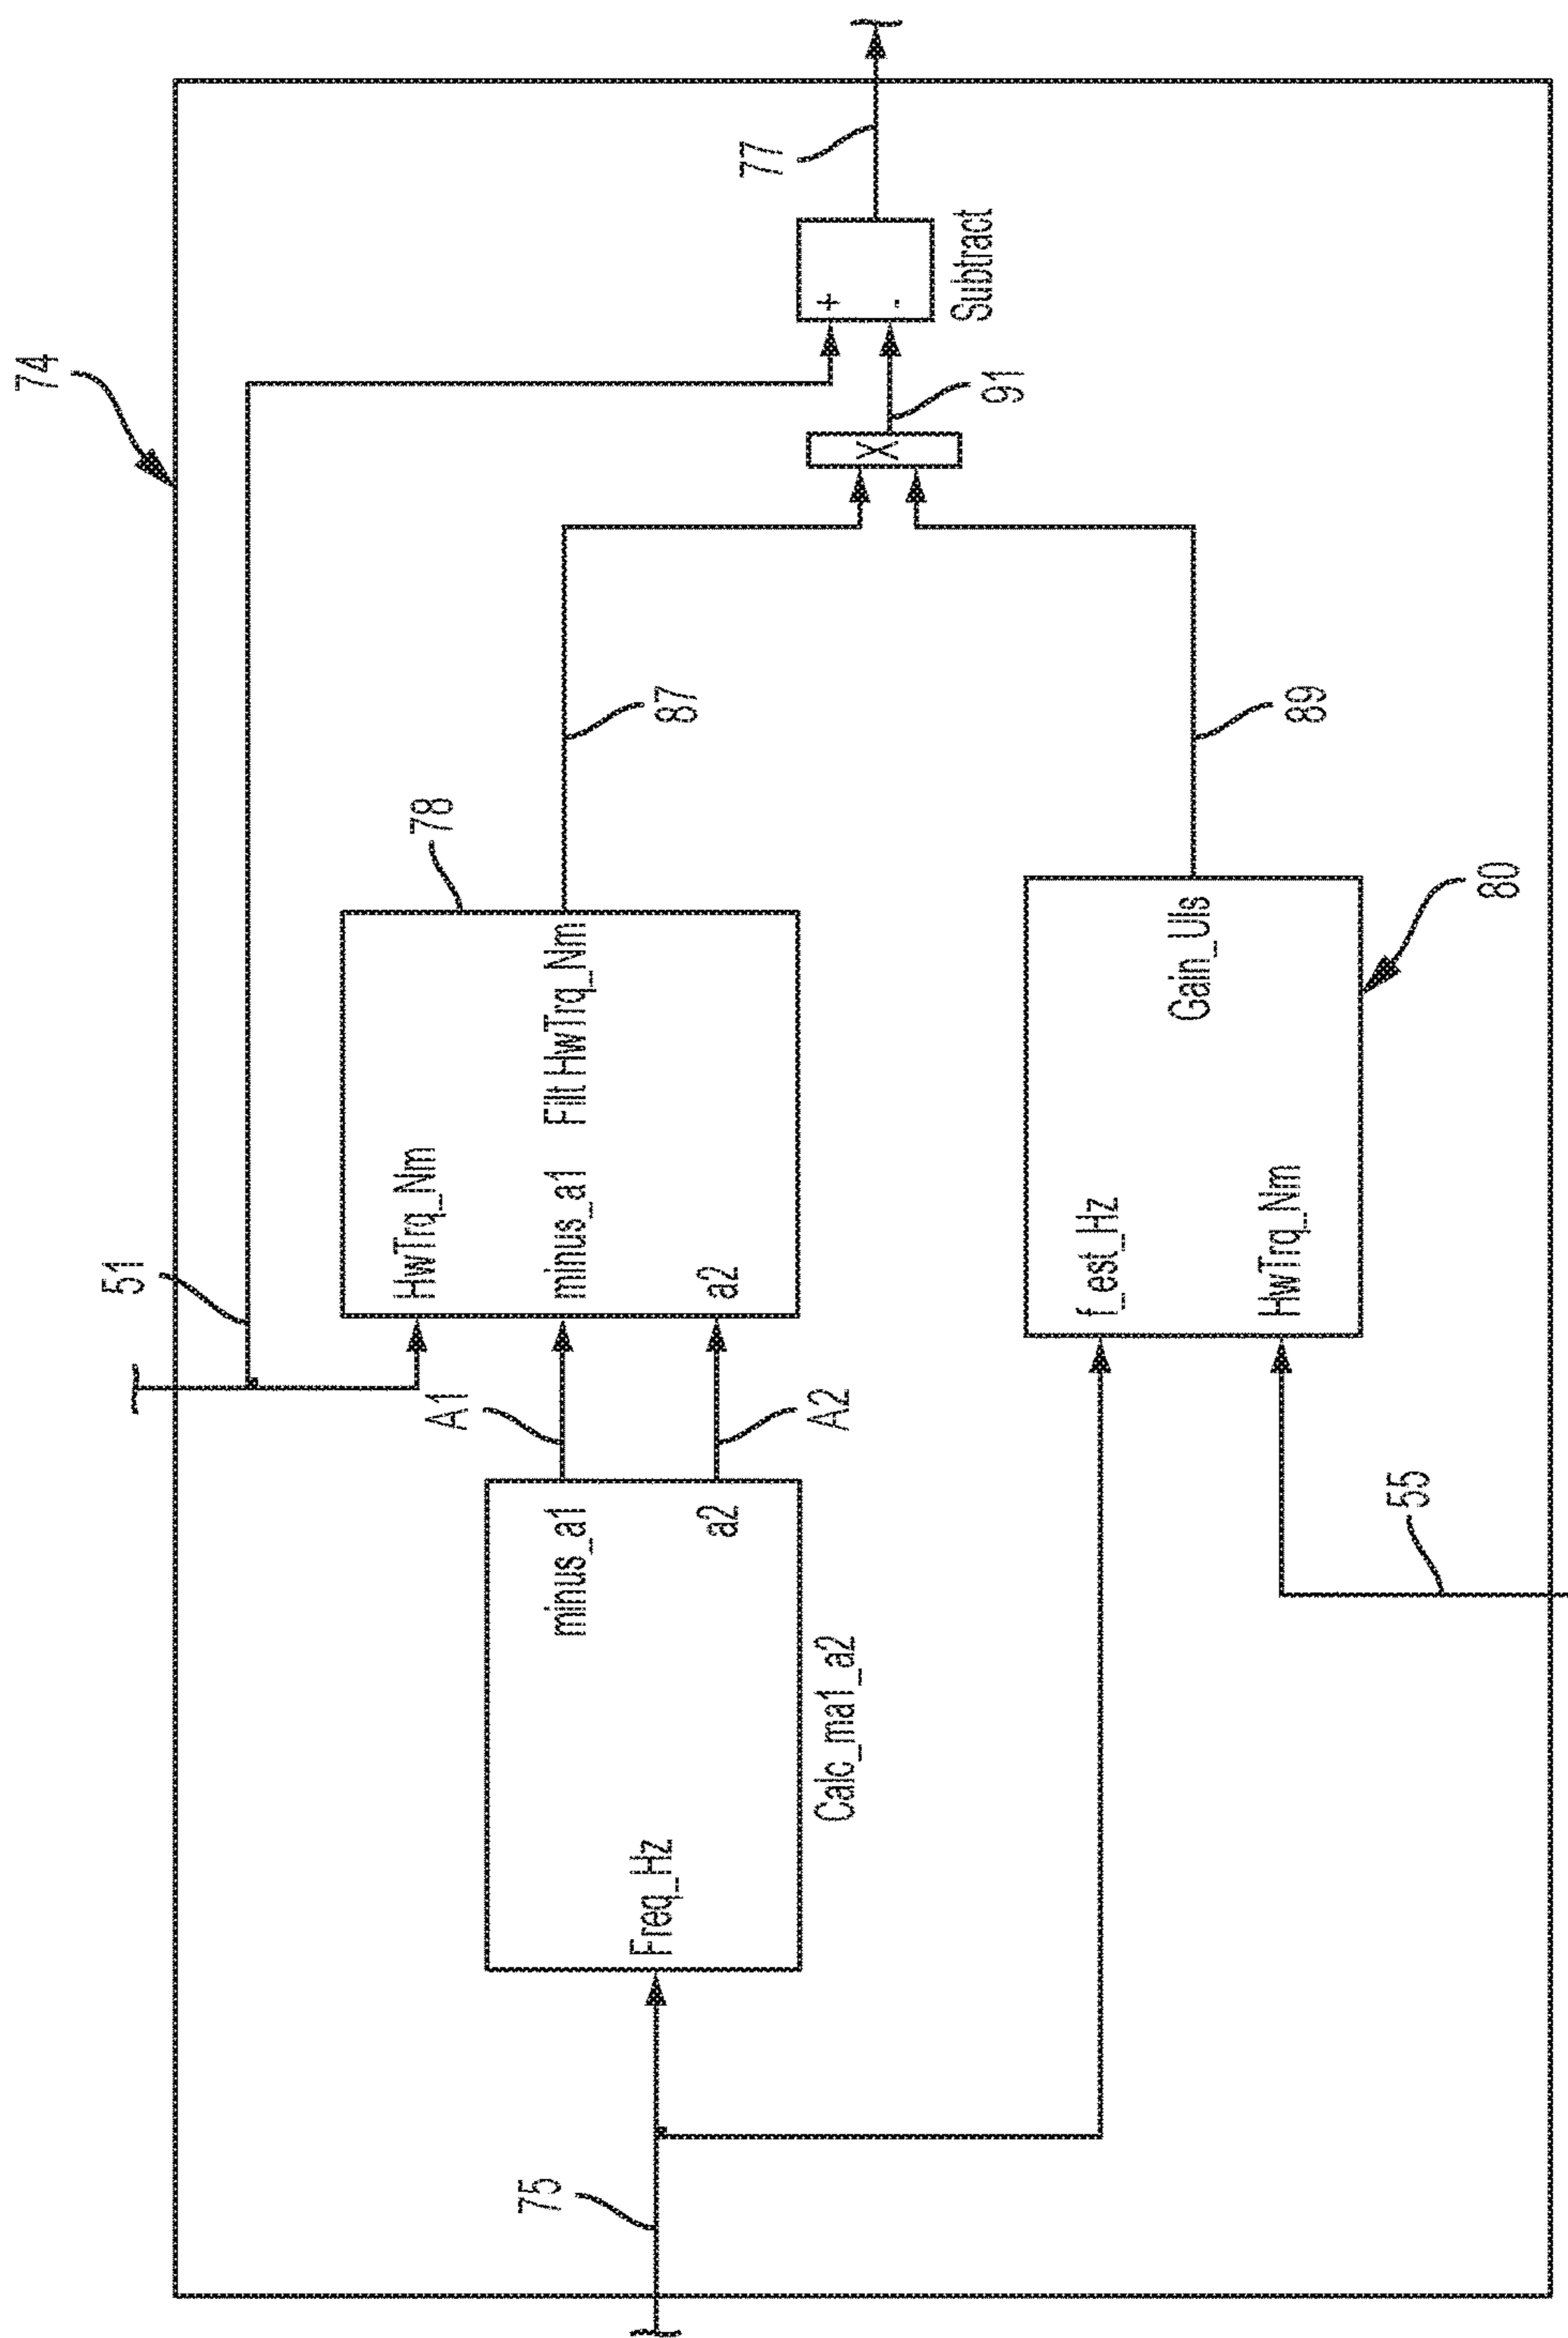 74
51
78
HwTrq_Nm
A1
minus_a1
minus_a1
Filt HwTrq_Nm
87
77
75
Freq_Hz
a2
A2
a2
X
+
-
91
Subtract
Calc_ma1_a2
f_est_Hz
Gain_Uls
89
HwTrq_Nm
55
80